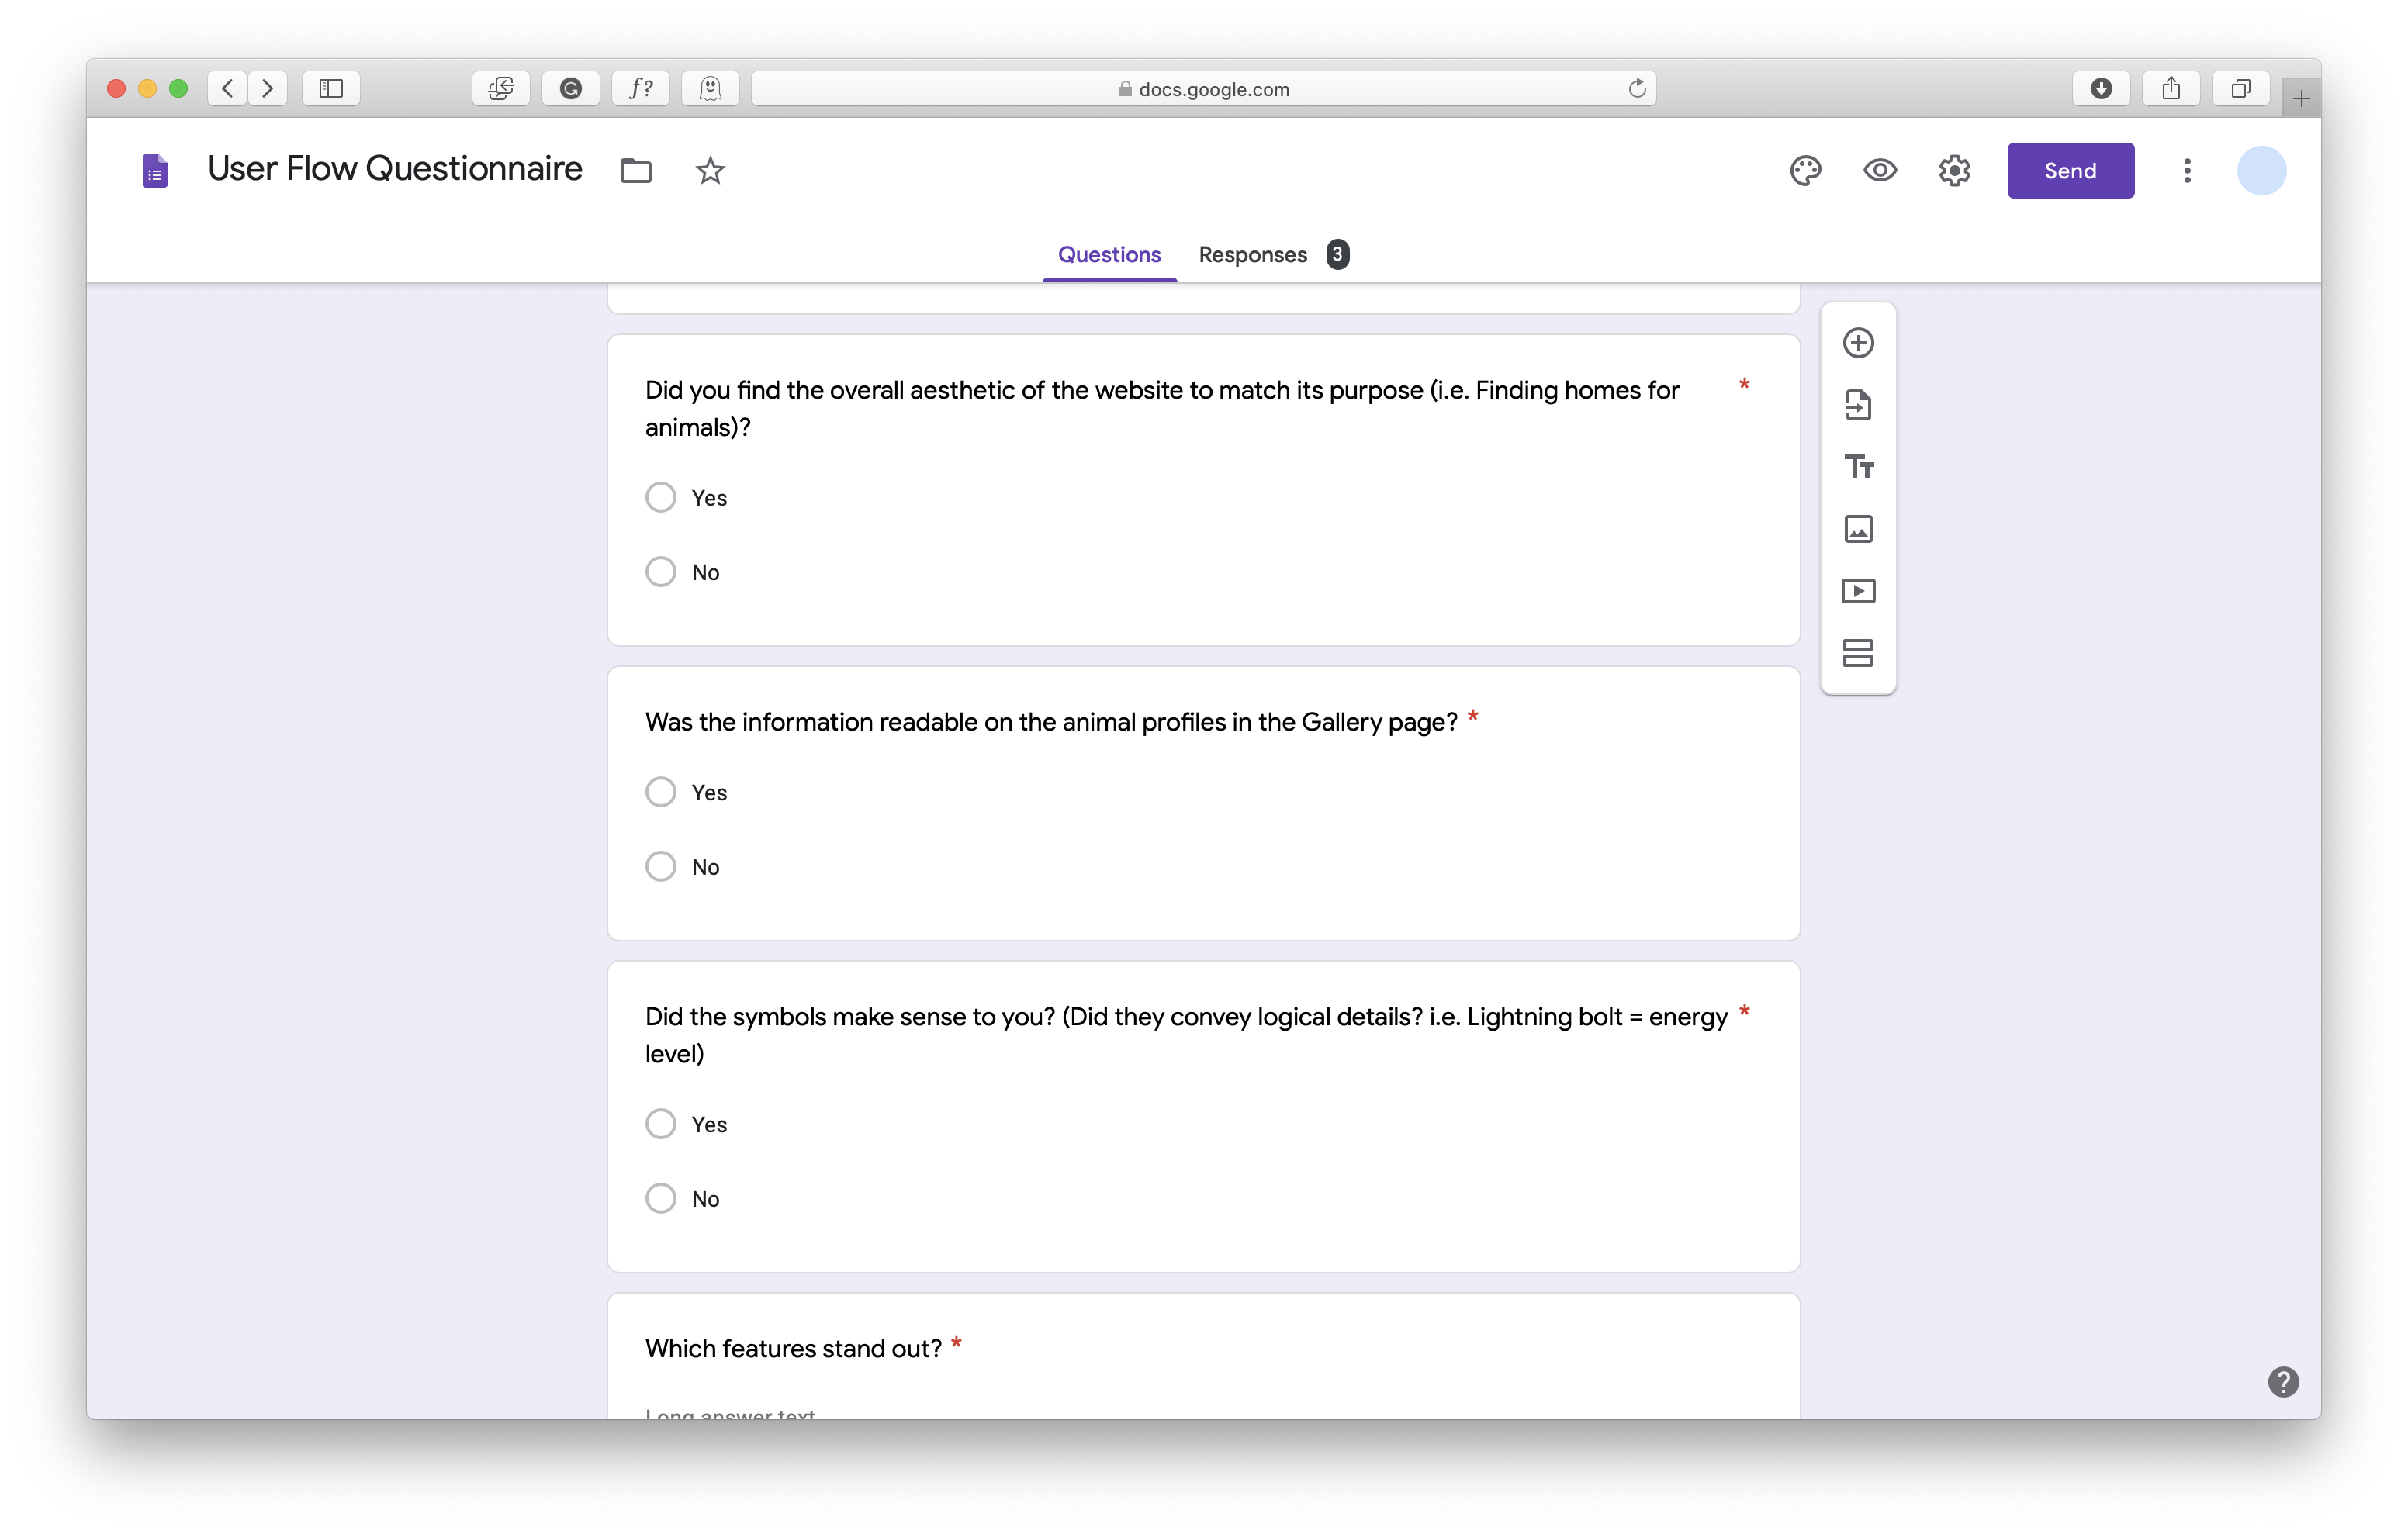 docs.google.com
User Flow Questionnaire
Send
Questions
Responses 3
Did you find the overall aesthetic of the website to match its purpose (i.e. Finding homes for *
animals)?
Yes
No
Was the information readable on the animal profiles in the Gallery page? *
Yes
No
Did the symbols make sense to you? (Did they convey logical details? i.e. Lightning bolt = energy *
level)
Yes
No
Which features stand out? *
Long answer text